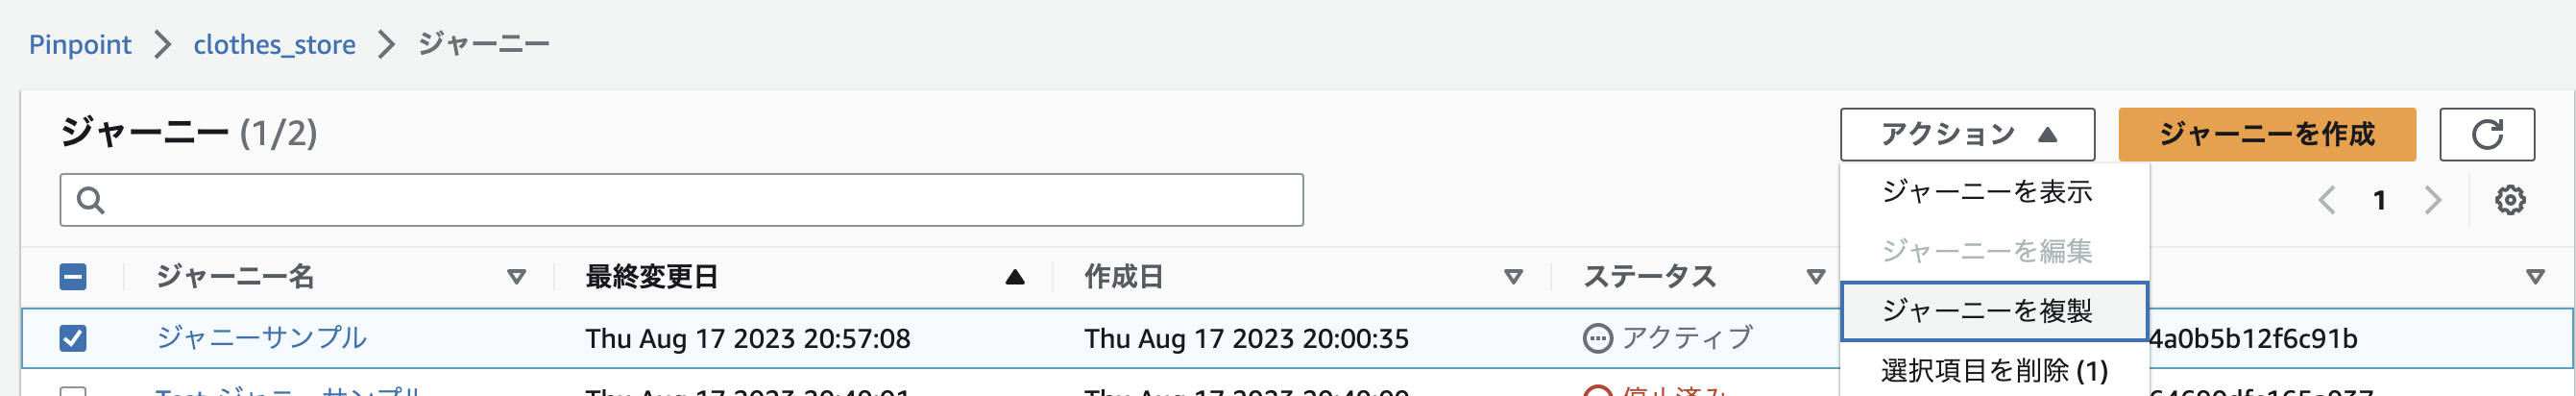 Pinpoint > clothes_store > ジャーニー
ジャーニー (1/2)
アクション
ジャーニーを作成
ジャーニーを表示
1
ジャーニーを編集
ジャーニー名 最終変更日 作成日 ステータス
ジャーニーを複製
ジャニーサンプル Thu Aug 17 2023 20:57:08 Thu Aug 17 2023 20:00:35 アクティブ 4a0b5b12f6c91b
選択項目を削除 (1)